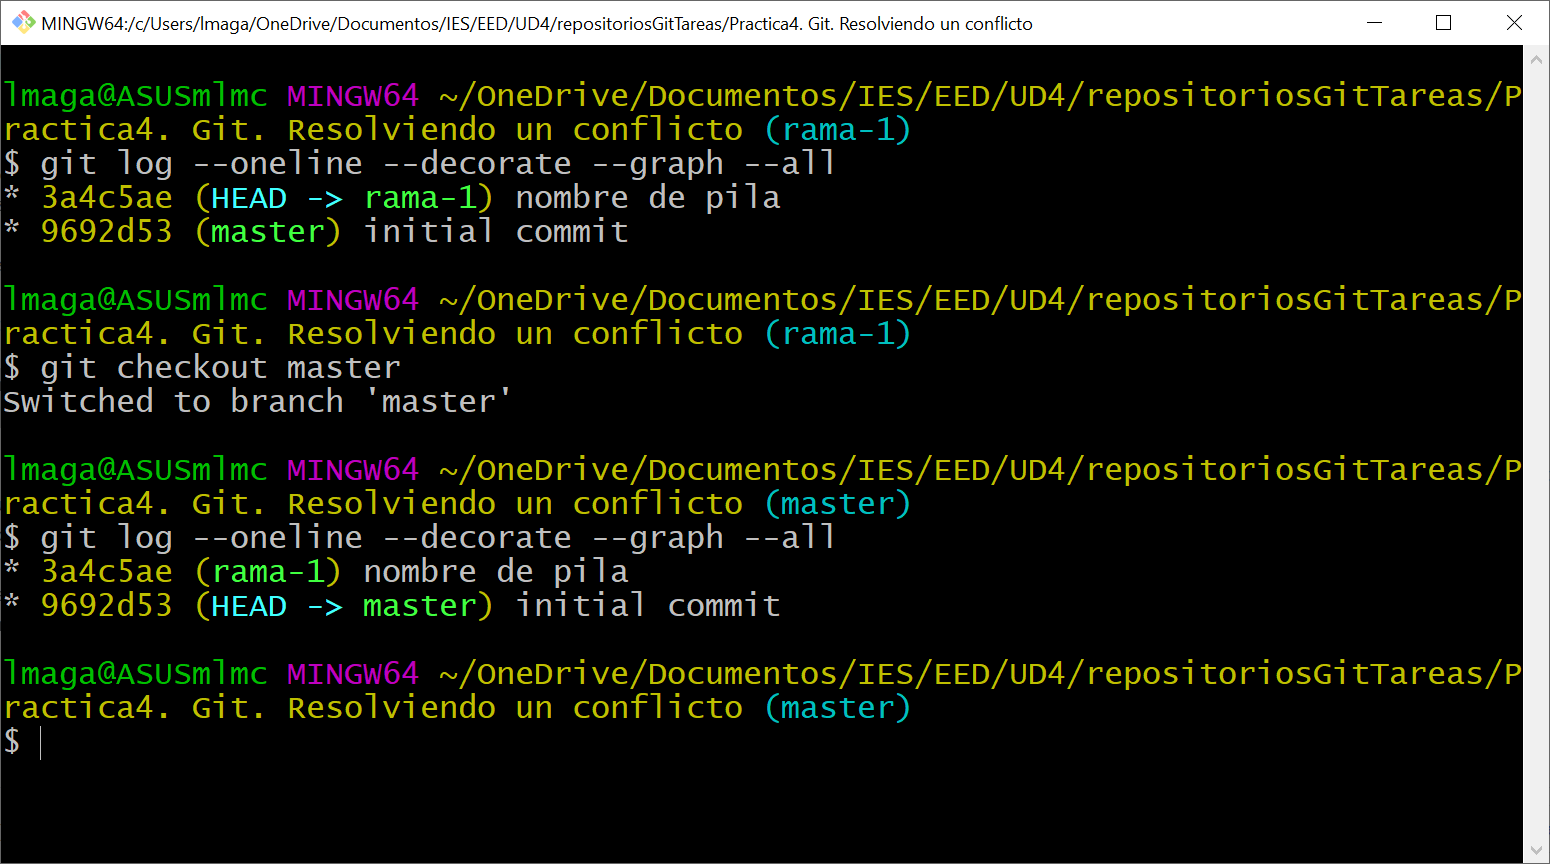 MINGW64:/c/Users/lmaga/OneDrive/Documentos/IES/EED/UD4/repositoriosGitTareas/Practica4. Git. Resolviendo un conflicto
lmaga@ASUSmlmc MINGW64 ~/OneDrive/Documentos/IES/EED/UD4/repositoriosGitTareas/P
ractica4. Git. Resolviendo un conflicto (rama-1)
$ git log --oneline --decorate --graph --all
* 3a4c5ae (HEAD -> rama-1) nombre de pila
* 9692d53 (master) initial commit
lmaga@ASUSmlmc MINGW64 ~/OneDrive/Documentos/IES/EED/UD4/repositoriosGitTareas/P
ractica4. Git. Resolviendo un conflicto (rama-1)
$ git checkout master
Switched to branch 'master'
lmaga@ASUSmlmc MINGW64 ~/OneDrive/Documentos/IES/EED/UD4/repositoriosGitTareas/P
ractica4. Git. Resolviendo un conflicto (master)
$ git log --oneline --decorate --graph --all
* 3a4c5ae (rama-1) nombre de pila
* 9692d53 (HEAD -> master) initial commit
lmaga@ASUSmlmc MINGW64 ~/OneDrive/Documentos/IES/EED/UD4/repositoriosGitTareas/P
ractica4. Git. Resolviendo un conflicto (master)
$